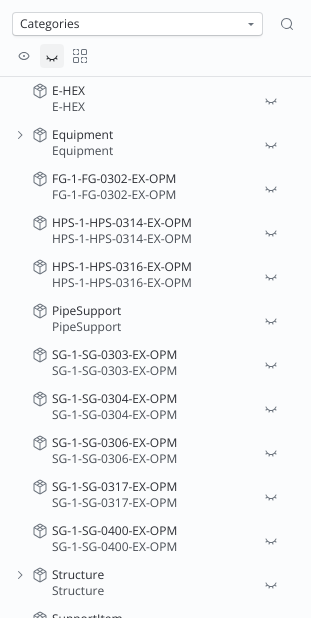 Categories
E-HEX
E-HEX
Equipment
Equipment
FG-1-FG-0302-EX-OPM
FG-1-FG-0302-EX-OPM
HPS-1-HPS-0314-EX-OPM
HPS-1-HPS-0314-EX-OPM
HPS-1-HPS-0316-EX-OPM
HPS-1-HPS-0316-EX-OPM
PipeSupport
PipeSupport
SG-1-SG-0303-EX-OPM
SG-1-SG-0303-EX-OPM
SG-1-SG-0304-EX-OPM
SG-1-SG-0304-EX-OPM
SG-1-SG-0306-EX-OPM
SG-1-SG-0306-EX-OPM
SG-1-SG-0317-EX-OPM
SG-1-SG-0317-EX-OPM
SG-1-SG-0400-EX-OPM
SG-1-SG-0400-EX-OPM
Structure
Structure
SupportItem